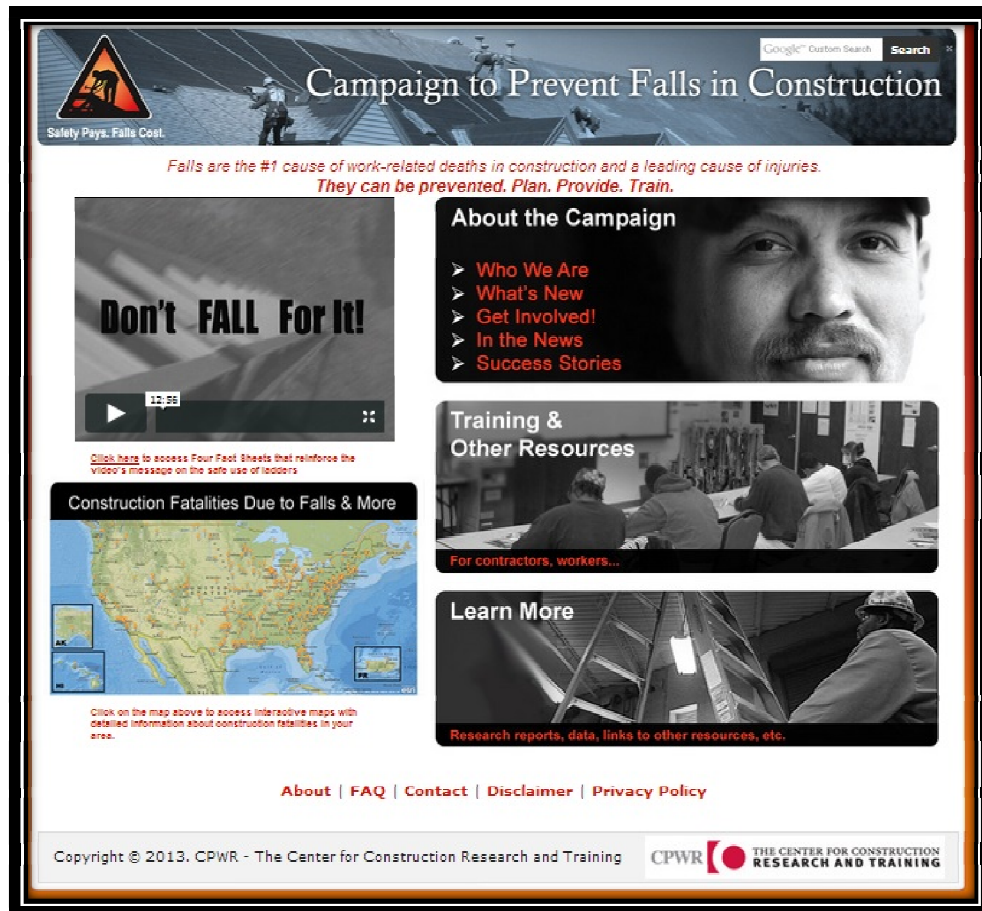 Google™ Custom Search Search
Campaign to Prevent Falls in Construction
Safety Pays. Falls Cost.
Falls are the #1 cause of work-related deaths in construction and a leading cause of injuries.
They can be prevented. Plan. Provide. Train.
Don't FALL For It!
12:56
Click here to access Four Fact Sheets that reinforce the
video's message on the safe use of ladders
Construction Fatalities Due to Falls & More
AK
HI
PR
esri
Click on the map above to access interactive maps with
detailed information about construction fatalities in your
area.
About the Campaign
➢ Who We Are
➢ What's New
➢ Get Involved!
➢ In the News
➢ Success Stories
Training &
Other Resources
For contractors, workers...
Learn More
Research reports, data, links to other resources, etc.
About | FAQ | Contact | Disclaimer | Privacy Policy
Copyright © 2013. CPWR - The Center for Construction Research and Training
CPWR THE CENTER FOR CONSTRUCTION
RESEARCH AND TRAINING